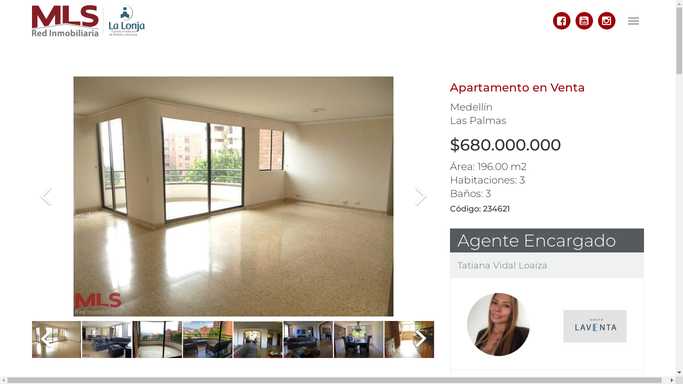 MLS
Red Inmobiliaria
La Lonja
Apartamento en Venta
Medellín
Las Palmas
$680.000.000
Área: 196.00 m2
Habitaciones: 3
Baños: 3
Código: 234621
MLS
Agente Encargado
Tatiana Vidal Loaiza
LAVENTA